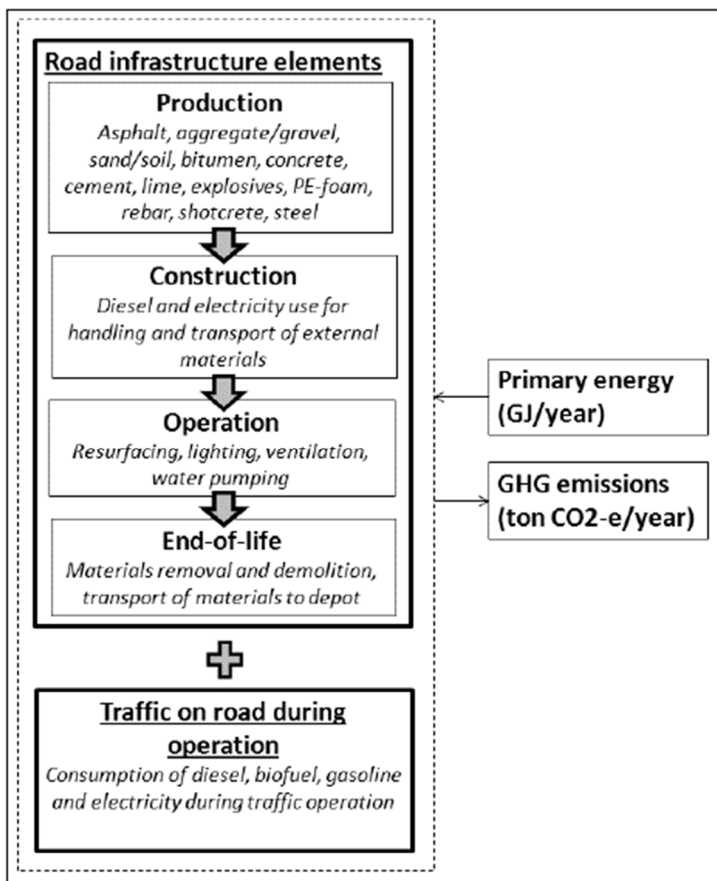 Road infrastructure elements
Production
Asphalt, aggregate/gravel,
sand/soil, bitumen, concrete,
cement, lime, explosives, PE-foam,
rebar, shotcrete, steel
Construction
Diesel and electricity use for
handling and transport of external
materials
Operation
Resurfacing, lighting, ventilation,
water pumping
End-of-life
Materials removal and demolition,
transport of materials to depot
Traffic on road during
operation
Consumption of diesel, biofuel, gasoline
and electricity during traffic operation
Primary energy
(GJ/year)
GHG emissions
(ton CO2-e/year)